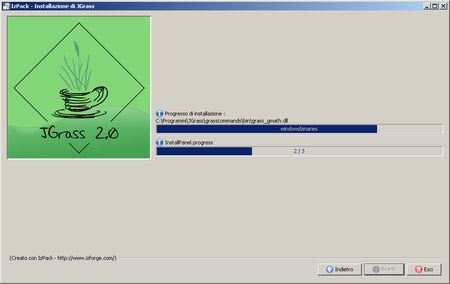 IzPack - Installazione di JGrass
JGrass 2.0
Progresso di installazione :
C:\Programmi\JGrass\grasscommands\bin\grass_gmath.dll
windowsbinaries
InstallPanel.progress
2 / 3
(Creato con IzPack - http://www.izforge.com/)
Indietro
Avanti
Esci